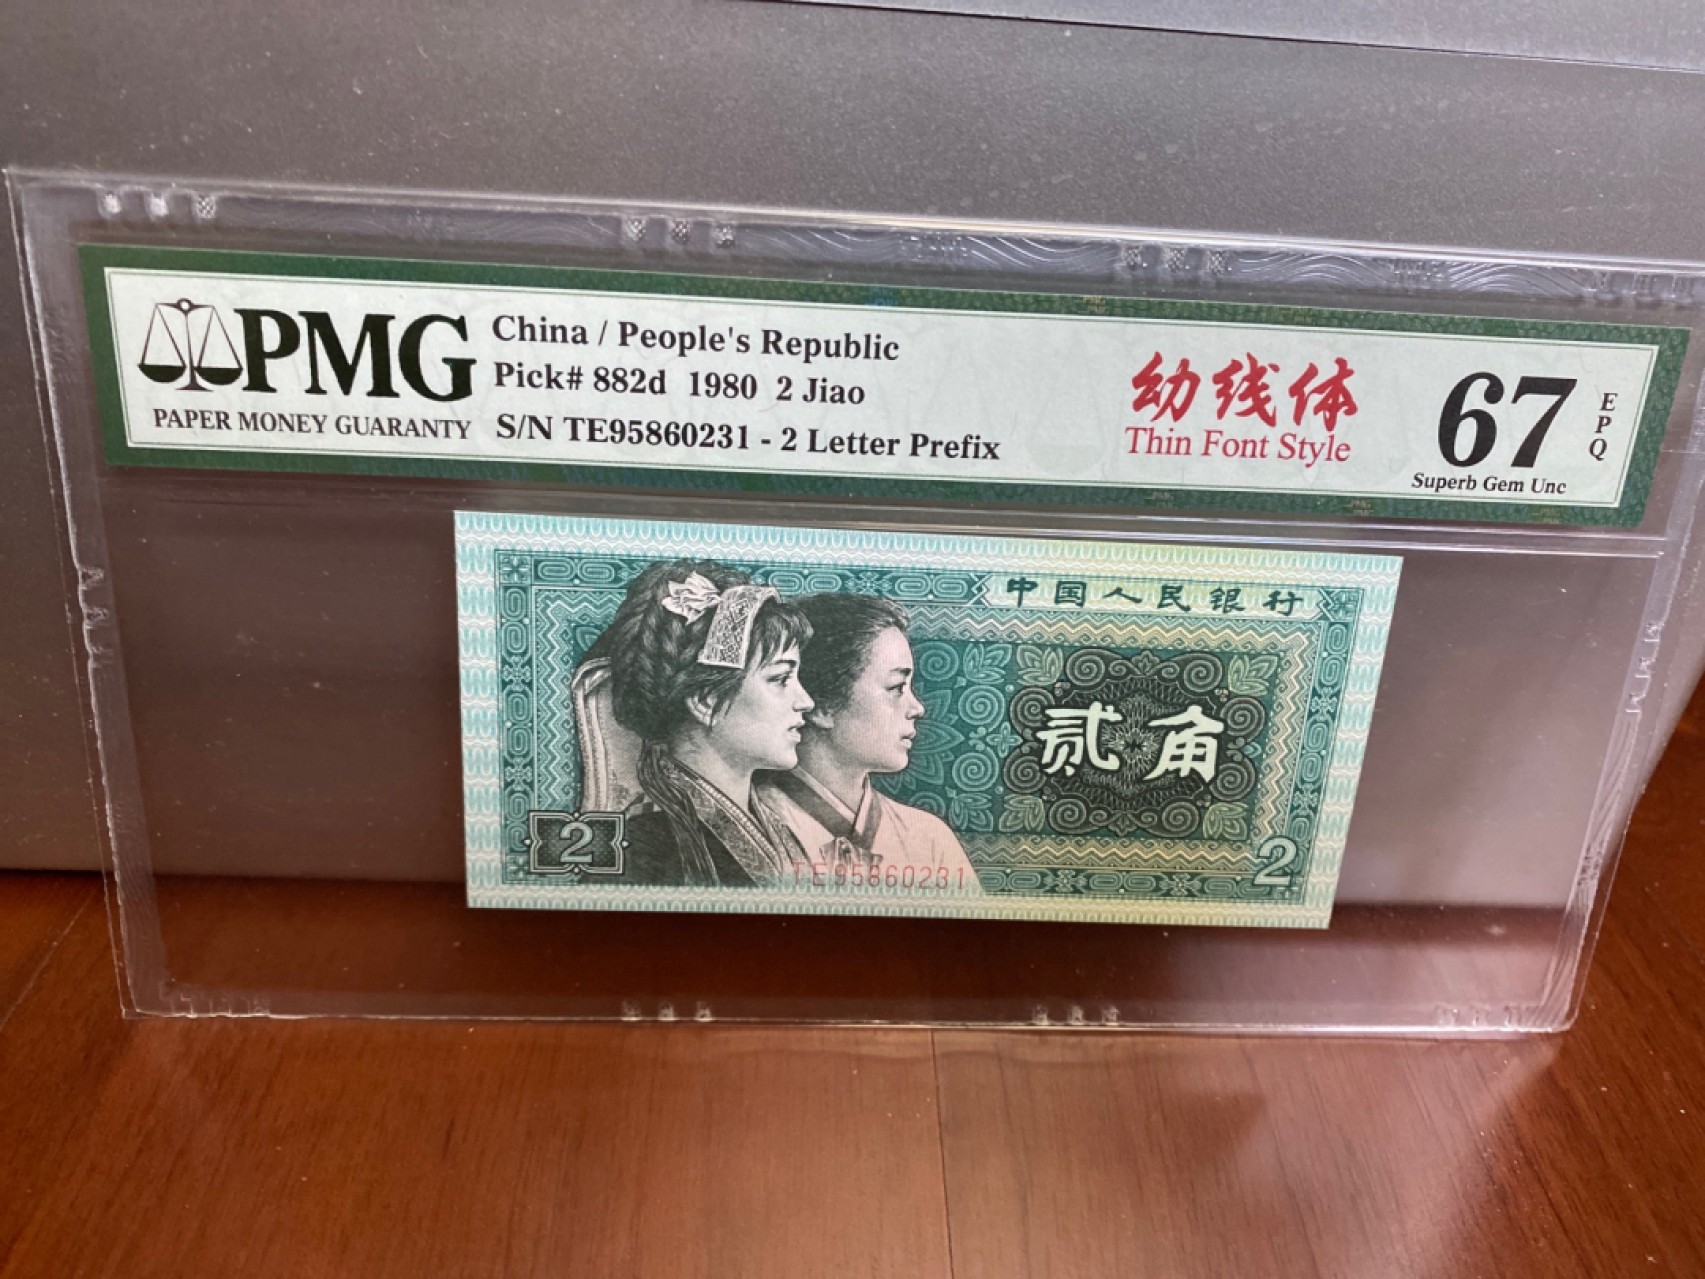 PMG
PAPER MONEY GUARANTY
China / People's Republic
Pick# 882d 1980 2 Jiao
S/N TE95860231 - 2 Letter Prefix
幼线体
Thin Font Style
67
EPQ
Superb Gem Unc
中国人民银行
贰角
2
2
TE95860231